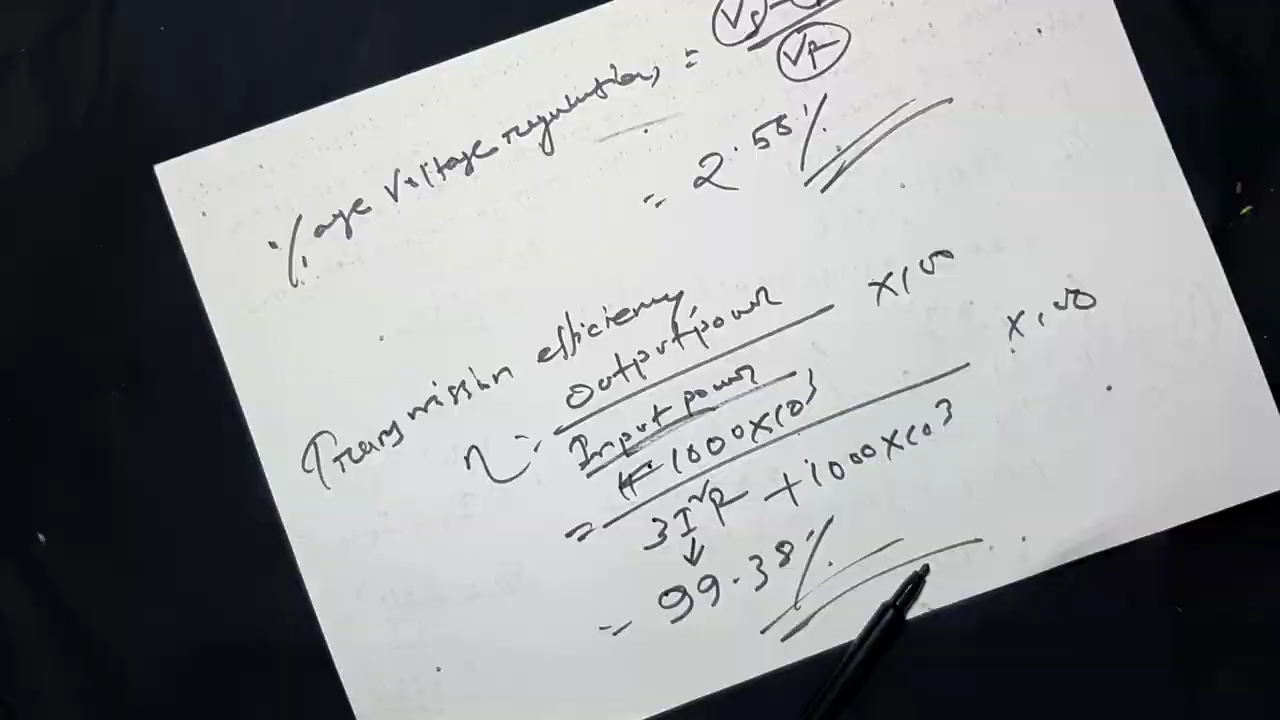 %age Voltage regulation, = Vs - / VR
= 2.58%
Transmission efficiency
η = Output power / Input power × 100
= 1000×10³ / 3I²R + 1000×10³ × 100
= 99.38%